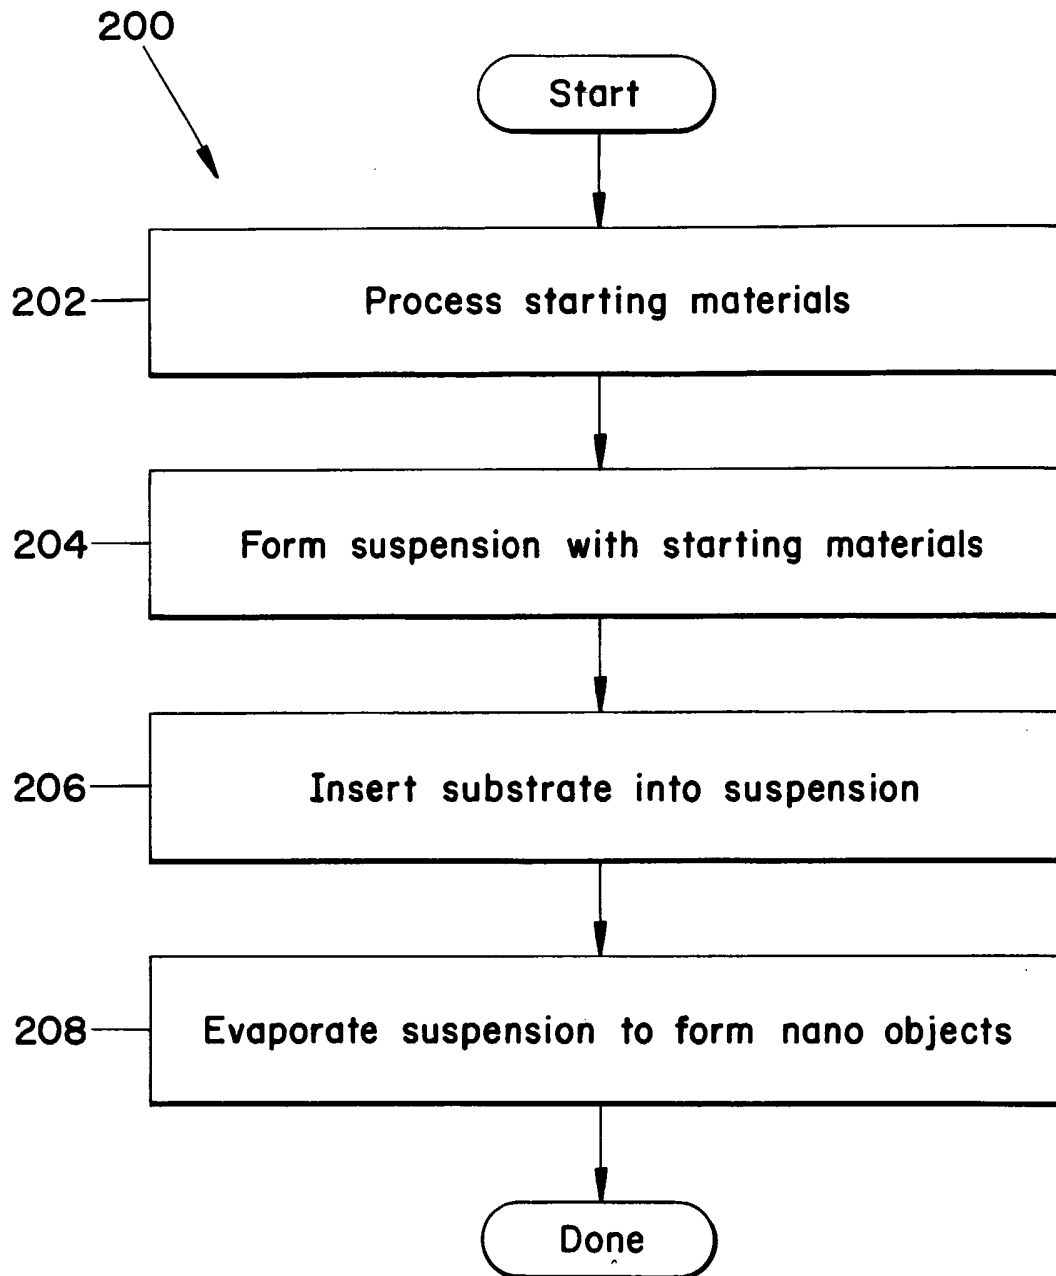 200
Start
202
Process starting materials
204
Form suspension with starting materials
206
Insert substrate into suspension
208
Evaporate suspension to form nano objects
Done